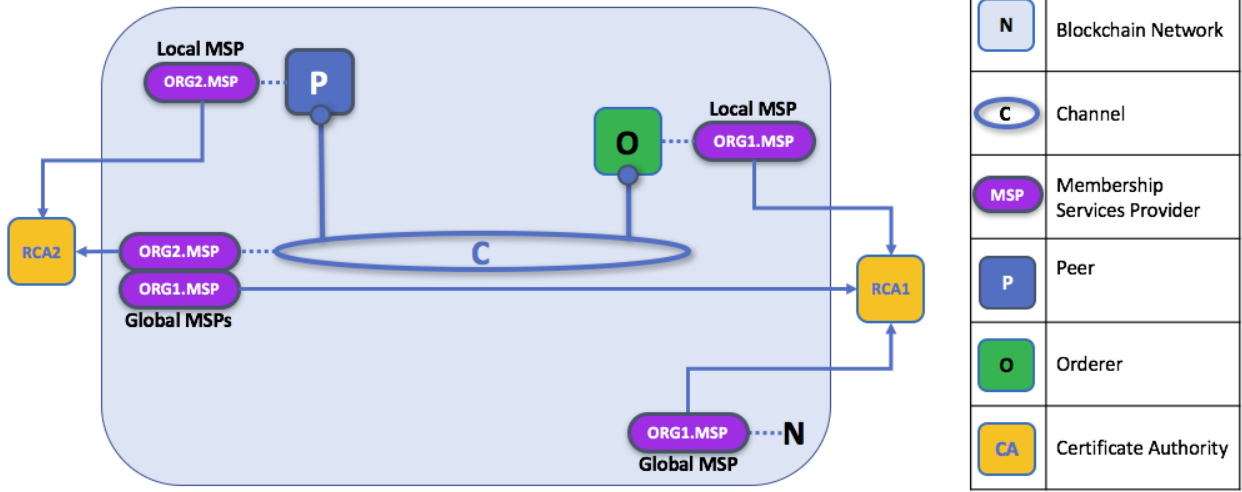 Local MSP
ORG2.MSP
P
Local MSP
O
ORG1.MSP
RCA2
ORG2.MSP
C
ORG1.MSP
RCA1
Global MSPs
ORG1.MSP
N
Global MSP
N
Blockchain Network
C
Channel
MSP
Membership
Services Provider
P
Peer
O
Orderer
CA
Certificate Authority